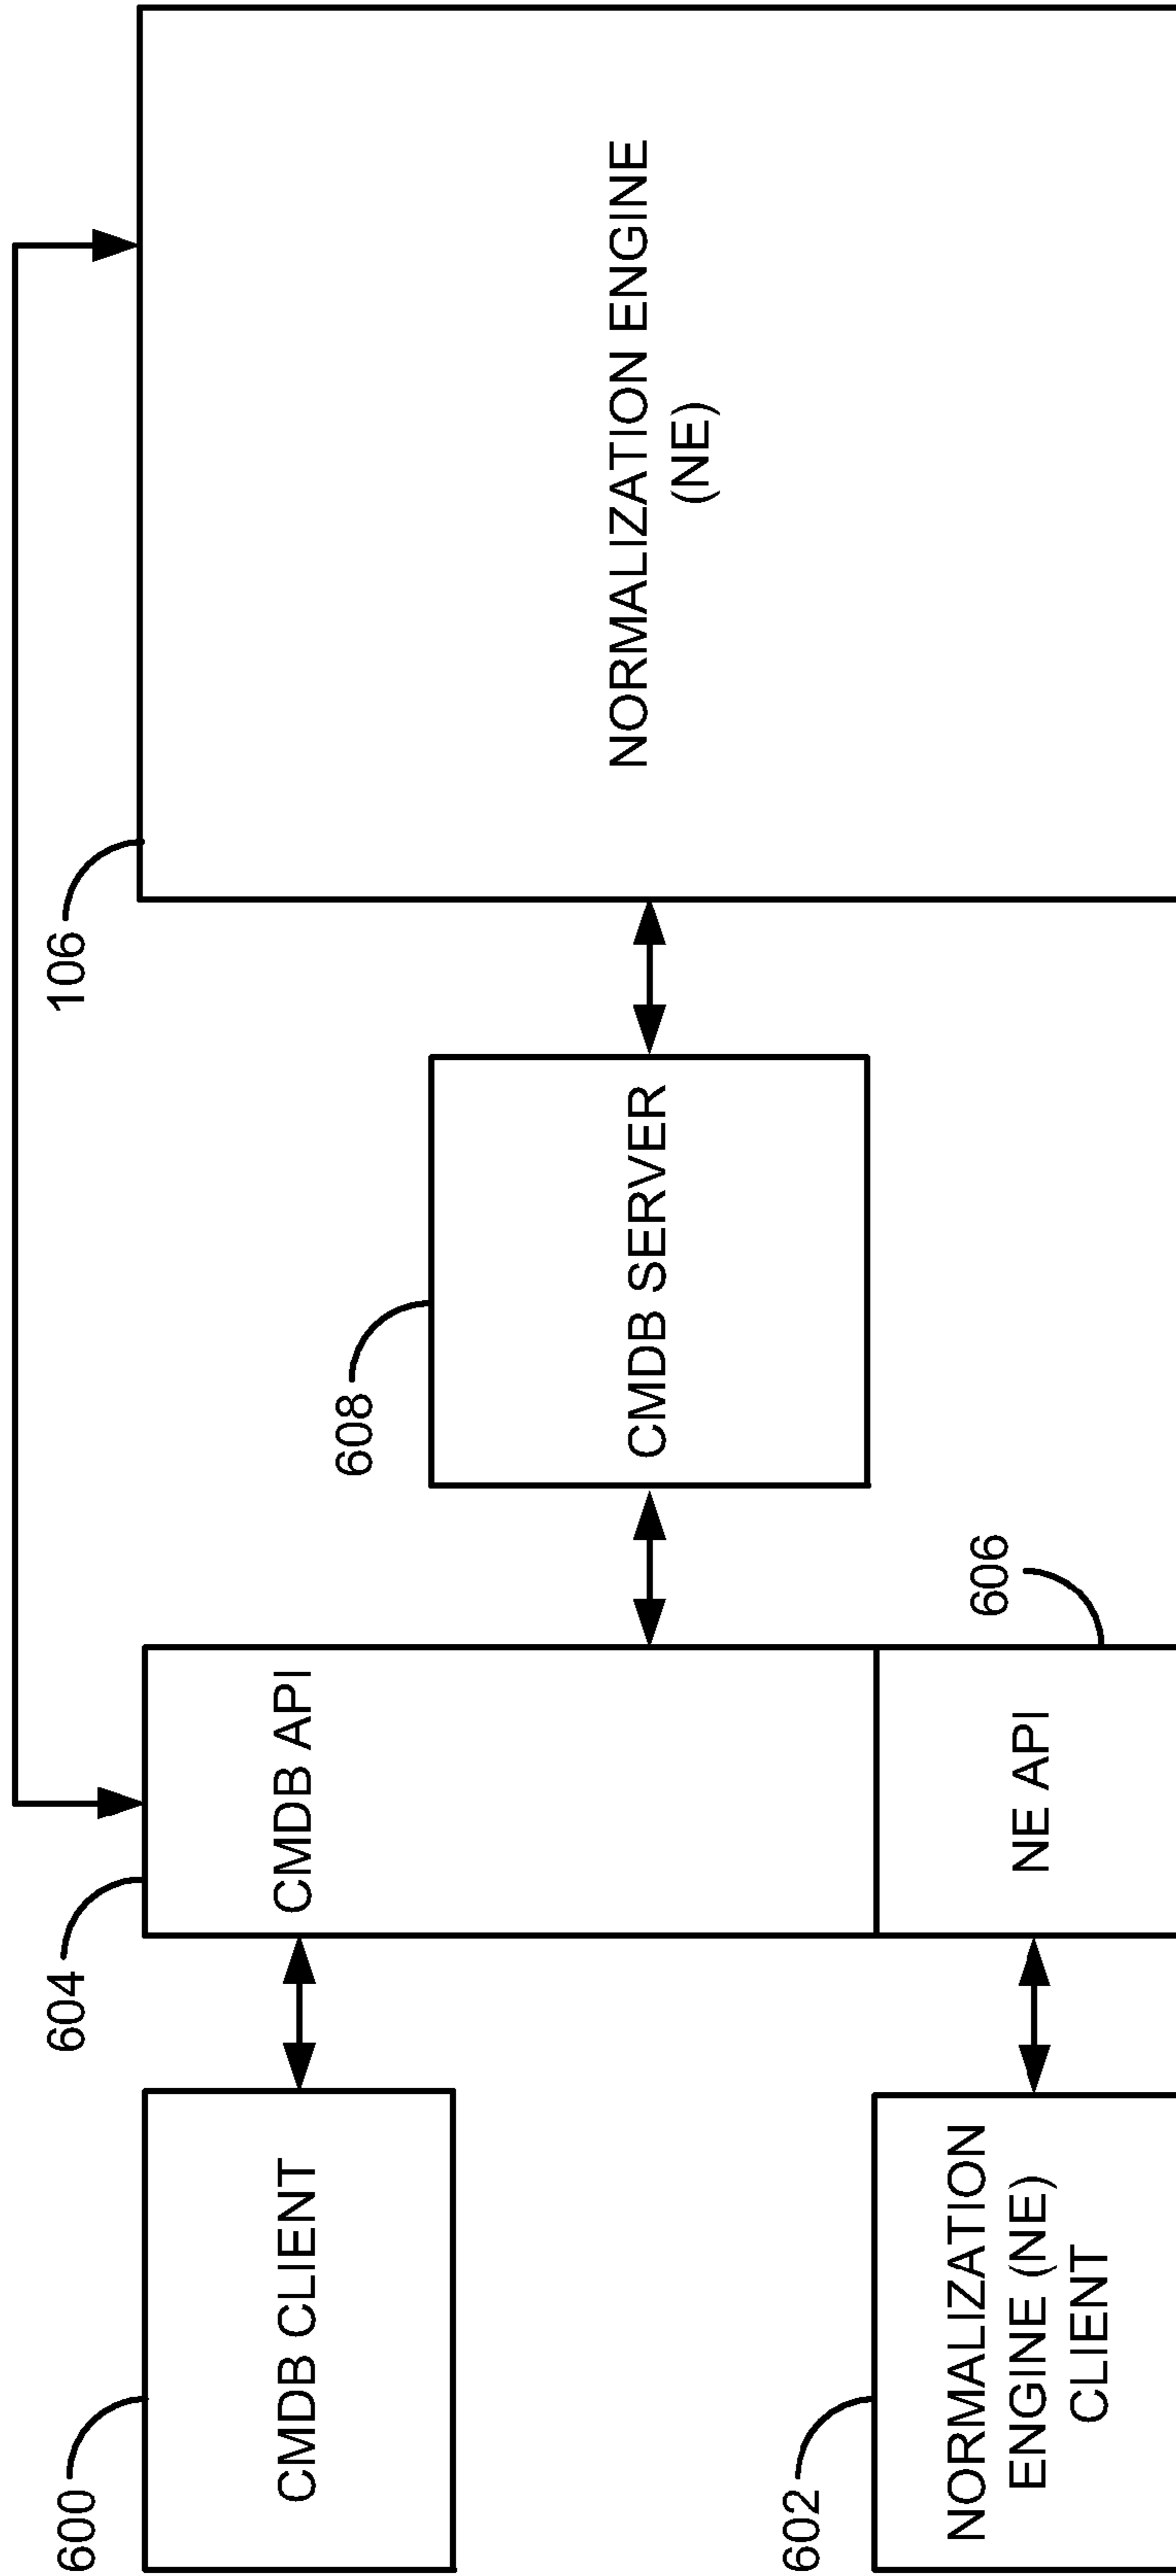 600
CMDB CLIENT
602
NORMALIZATION
ENGINE (NE)
CLIENT
604
CMDB API
NE API
606
608
CMDB SERVER
106
NORMALIZATION ENGINE
(NE)